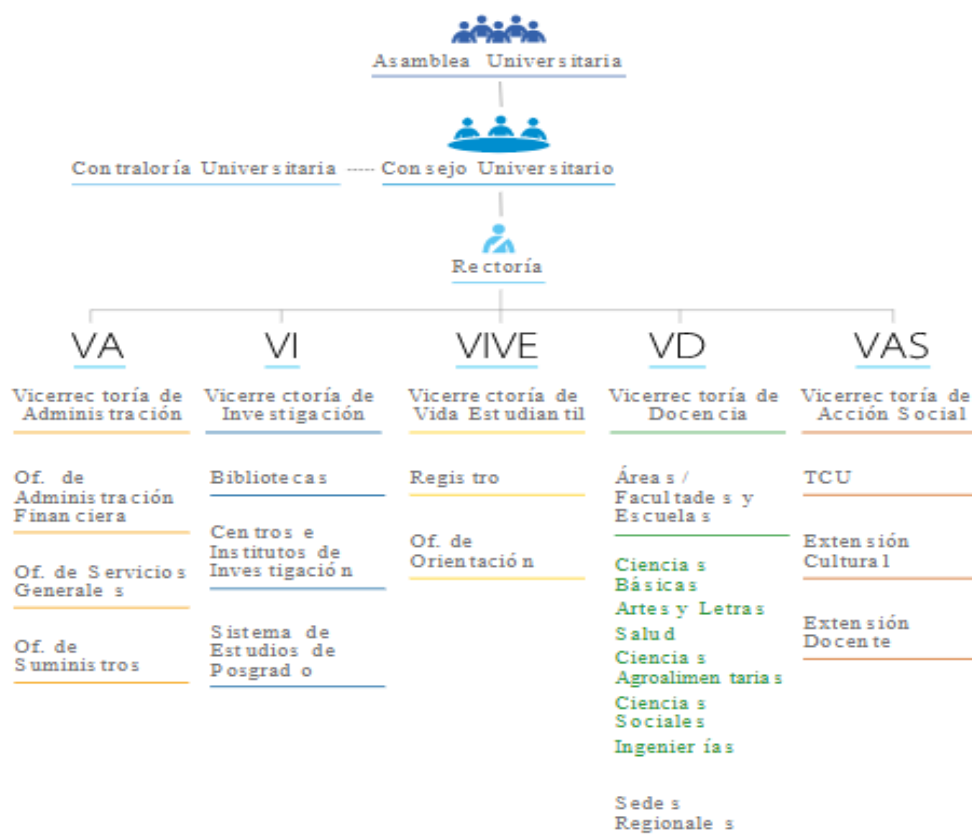 Asamblea Universitaria
Contraloría Universitaria ----- Consejo Universitario
Rectoría
VA
Vicerrectoría de
Administración
Of. de
Administración
Financiera
Of. de Servicios
Generales
Of. de
Suministros
VI
Vicerrectoría de
Investigación
Bibliotecas
Centros e
Institutos de
Investigación
Sistema de
Estudios de
Posgrado
VIVE
Vicerrectoría de
Vida Estudiantil
Registro
Of. de
Orientación
VD
Vicerrectoría de
Docencia
Áreas /
Facultades y
Escuelas
Ciencias
Básicas
Artes y Letras
Salud
Ciencias
Agroalimentarias
Ciencias
Sociales
Ingenierías
Sedes
Regionales
VAS
Vicerrectoría de
Acción Social
TCU
Extensión
Cultural
Extensión
Docente